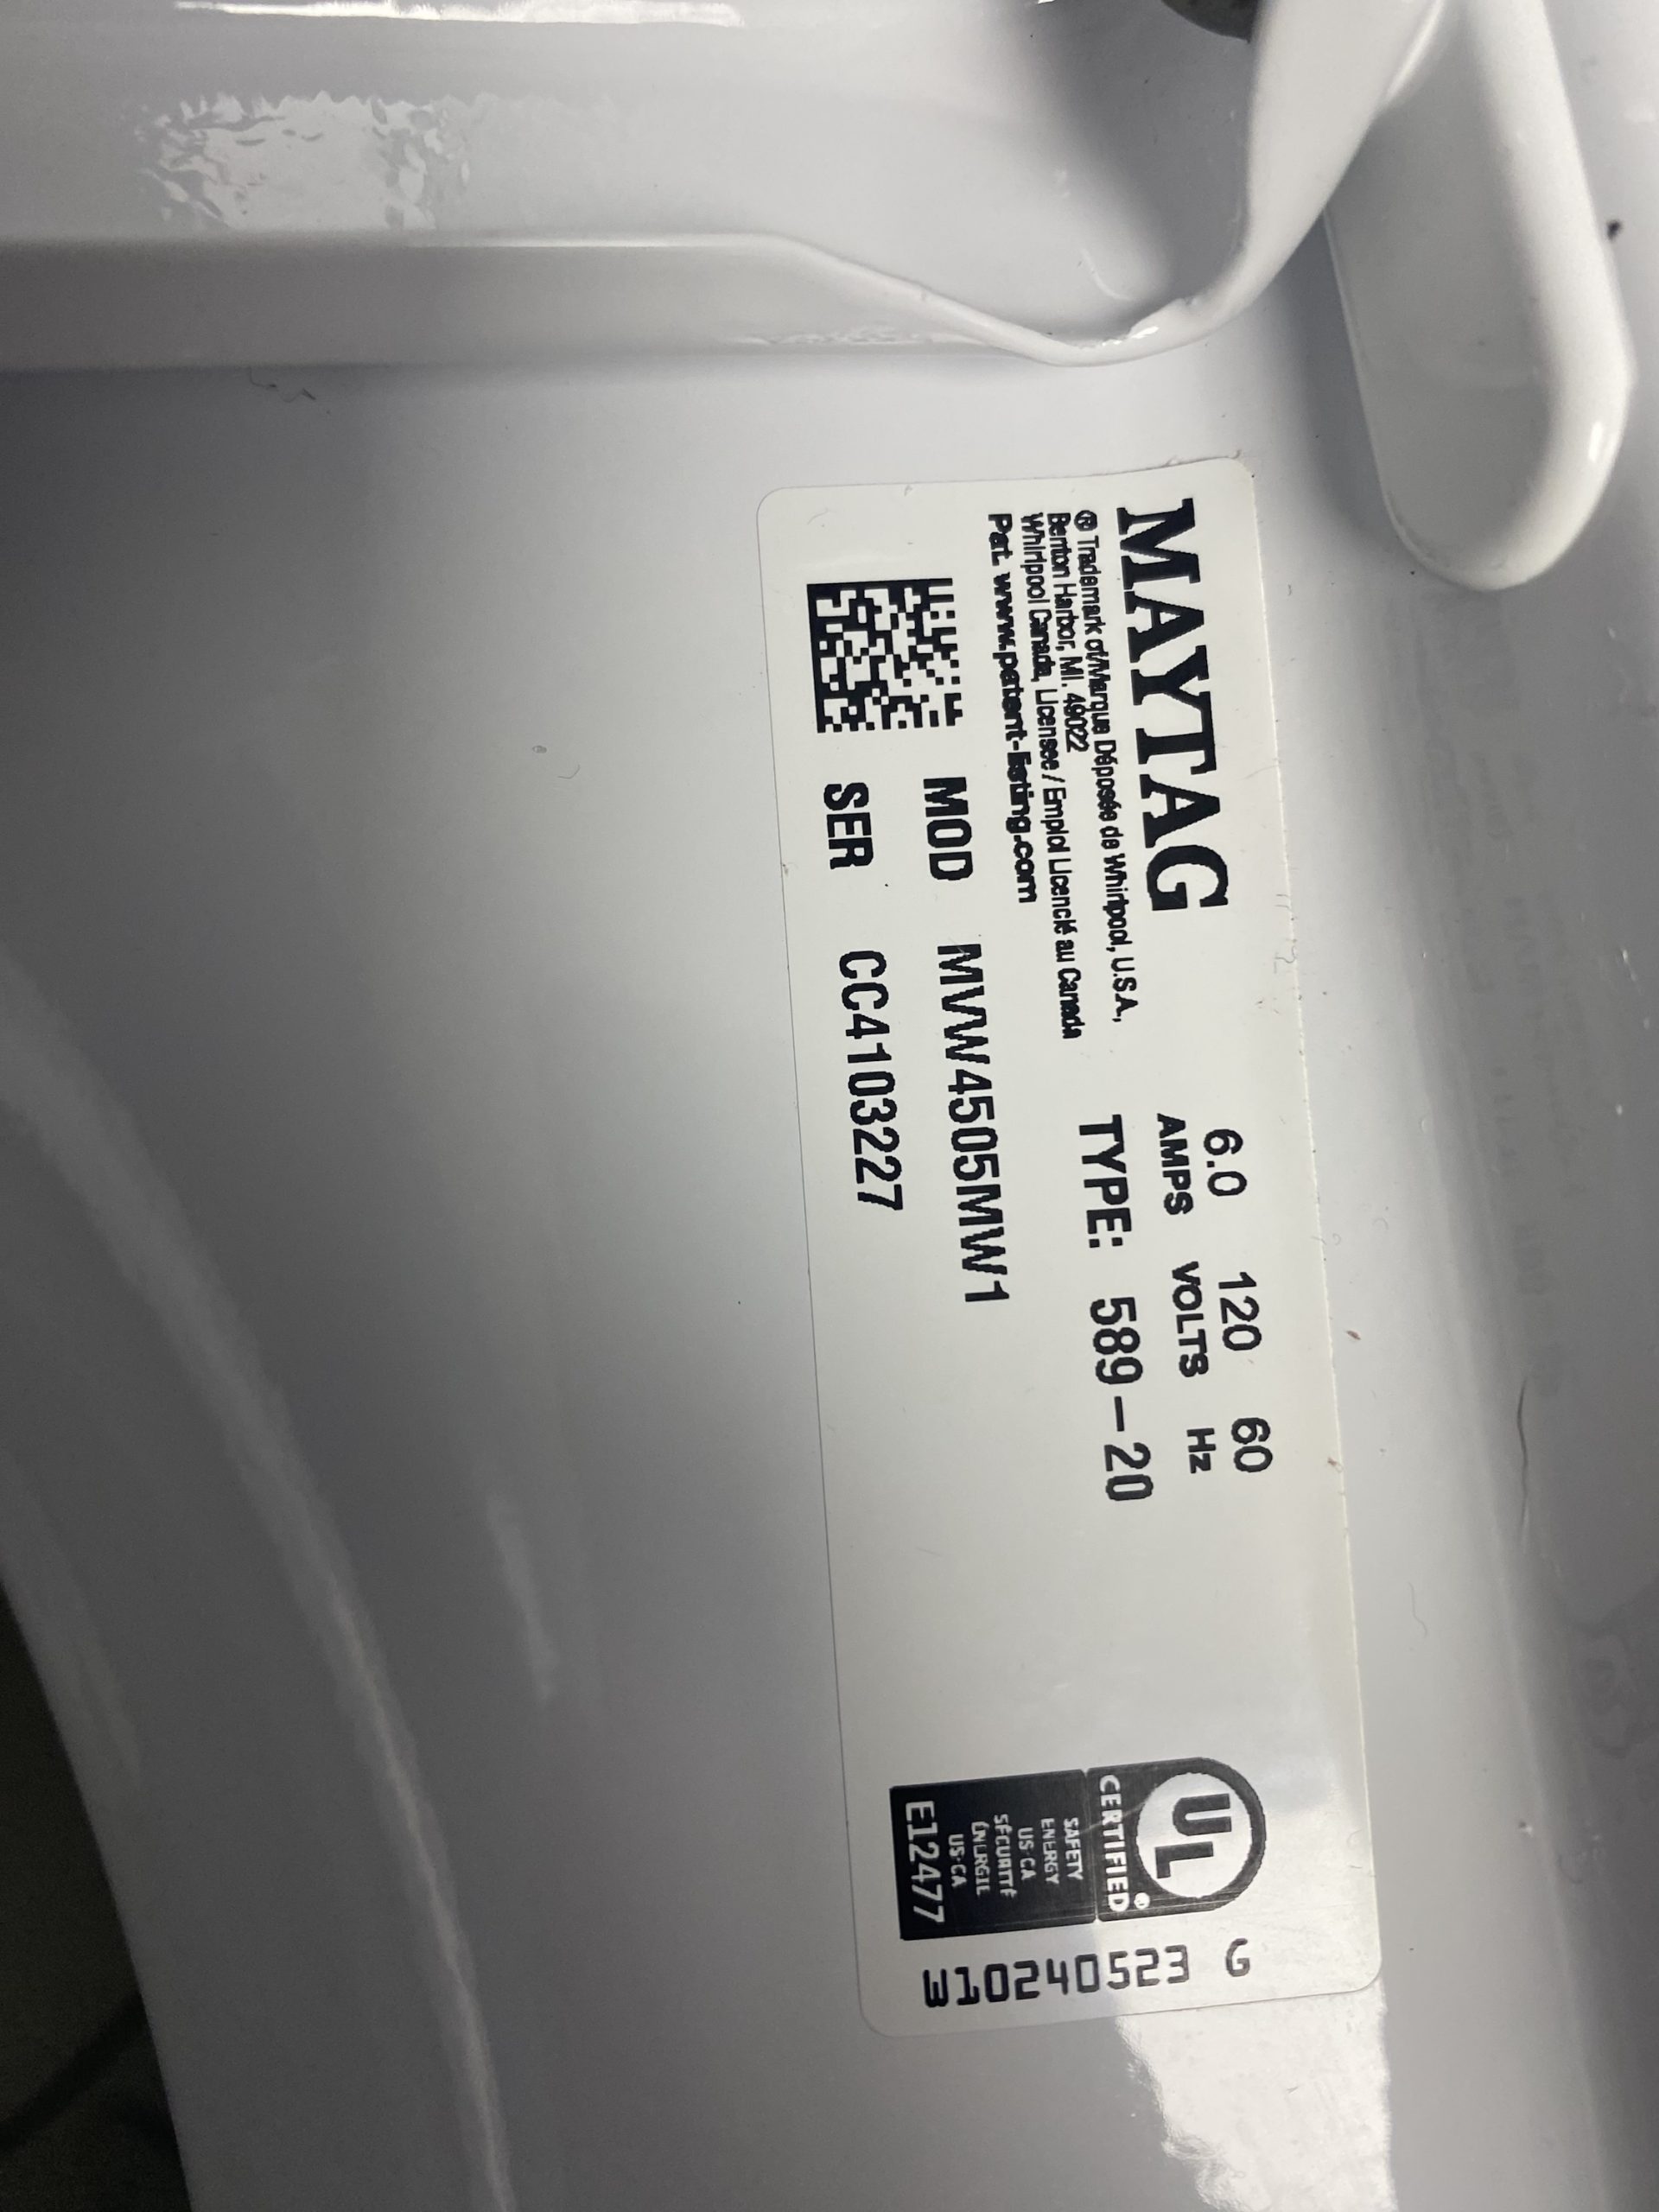 MAYTAG
® Trademark of/Marque Déposée de Whirlpool, U.S.A.,
Benton Harbor, MI. 49022
Whirlpool Canada, Licensee / Emploi Licencié au Canada
Pat. www.patent-listing.com
6.0 120 60
AMPS VOLTS Hz
TYPE: 589-20
MOD MVW4505MW1
SER CC4103227
UL
CERTIFIED®
SAFETY
ENERGY
US-CA
SÉCURITÉ
ÉNERGIE
US-CA
E12477
W10240523 G